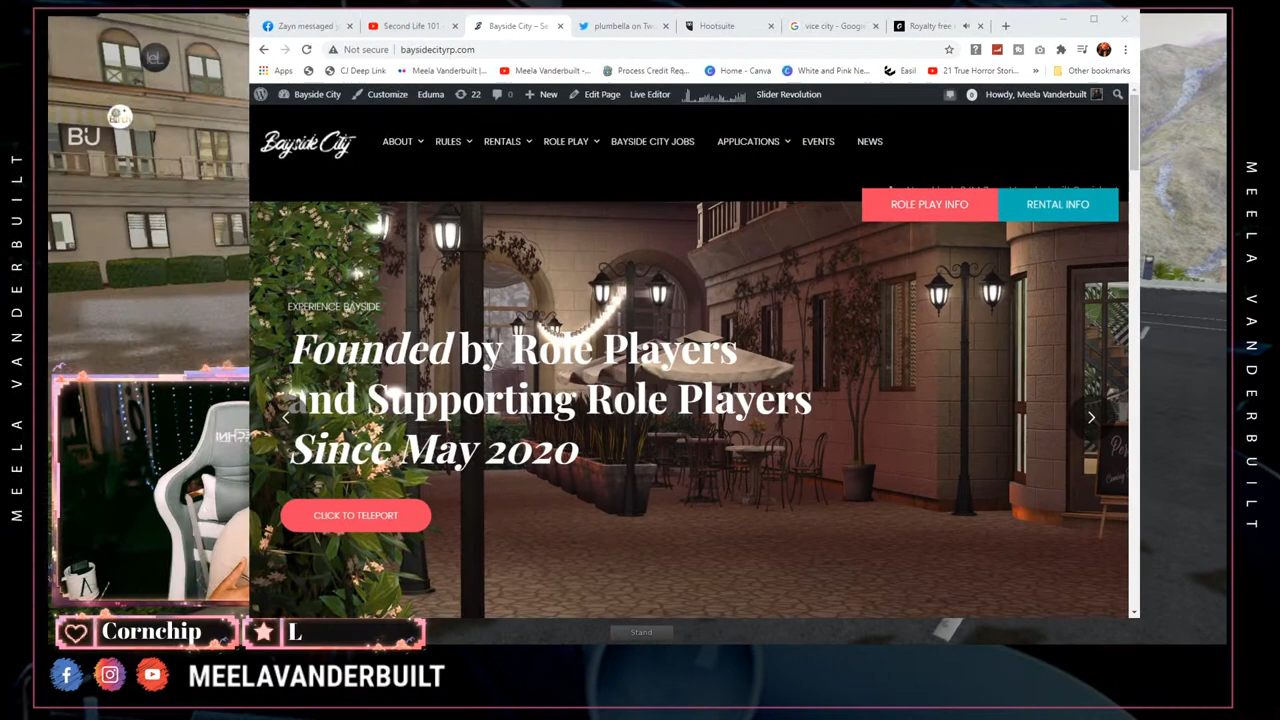 Zayn messaged y
Second Life 101 -
Bayside City – Se
plumbella on Tw
Hootsuite
vice city - Google
Royalty free
Not secure
baysidecityrp.com
Apps
CJ Deep Link
Meela Vanderbuilt |...
Meela Vanderbuilt -...
Process Credit Req...
Home - Canva
White and Pink Ne...
Easil
21 True Horror Stori...
»
Other bookmarks
Bayside City
Customize
Eduma
22
0
New
Edit Page
Live Editor
Slider Revolution
0
Howdy, Meela Vanderbuilt
Bayside City
ABOUT
RULES
RENTALS
ROLE PLAY
BAYSIDE CITY JOBS
APPLICATIONS
EVENTS
NEWS
ROLE PLAY INFO
RENTAL INFO
EXPERIENCE BAYSIDE
Founded by Role Players
and Supporting Role Players
Since May 2020
CLICK TO TELEPORT
BU
Stand
Cornchip
L
MEELAVANDERBUILT
MEELA VANDERBUILT
MEELA VANDERBUILT